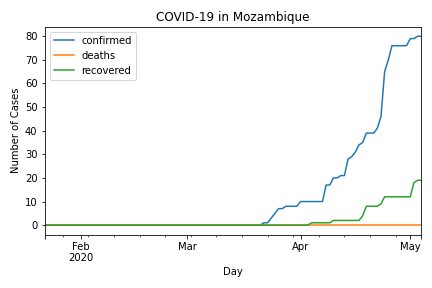 COVID-19 in Mozambique
confirmed
deaths
recovered
80
70
60
50
40
30
20
10
0
Number of Cases
Feb
2020
Mar
Apr
May
Day